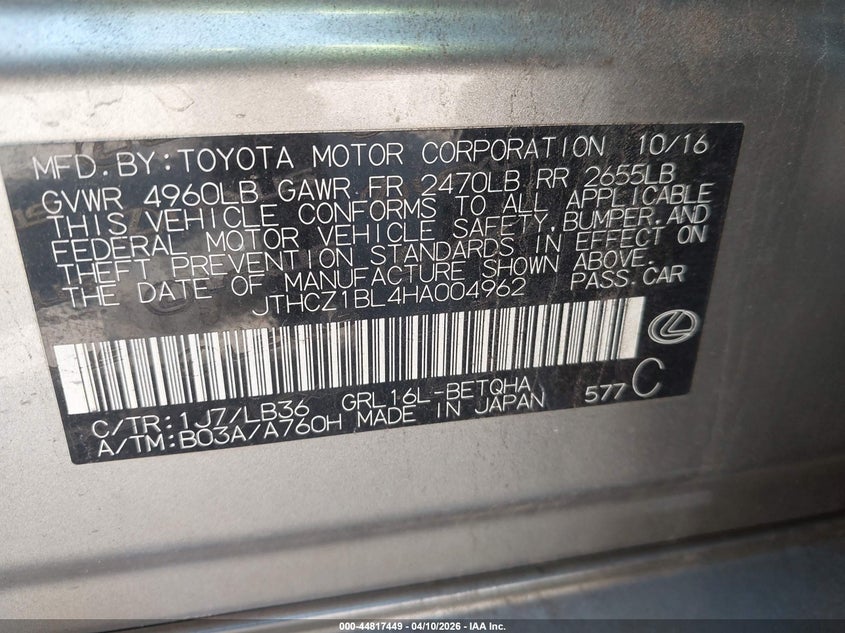 MFD.BY:TOYOTA MOTOR CORPORATION 10/16
GVWR 4960LB GAWR FR 2470LB RR 2655LB
THIS VEHICLE CONFORMS TO ALL APPLICABLE
FEDERAL MOTOR VEHICLE SAFETY,BUMPER,AND
THEFT PREVENTION STANDARDS IN EFFECT ON
THE DATE OF MANUFACTURE SHOWN ABOVE.
JTHCZ1BL4HA004962 PASS.CAR
C/TR:1J7/LB36 GRL16L-BETQHA 577 C
A/TM:B03A/A760H MADE IN JAPAN
000-44817449 — 04/10/2026 — IAA Inc.